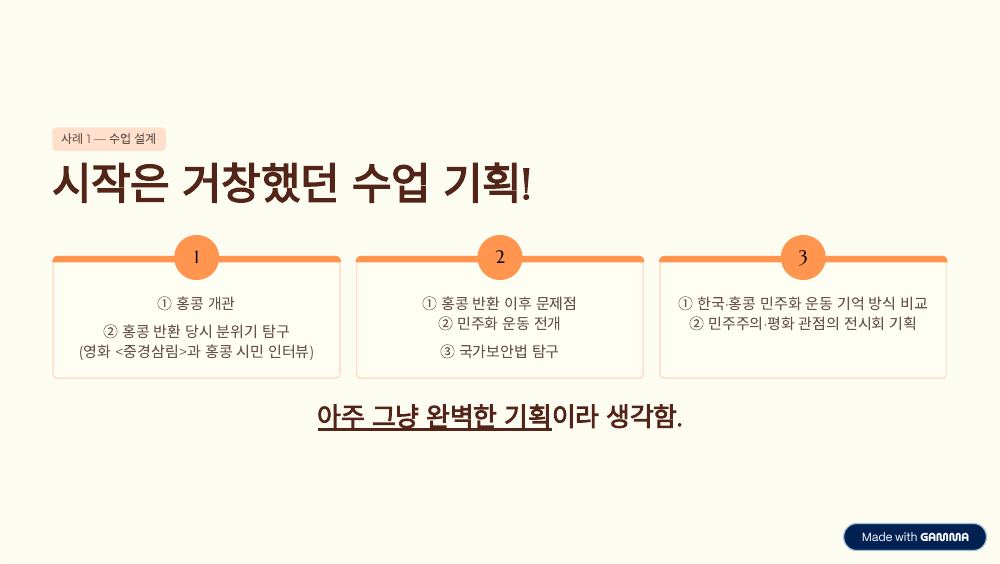 사례 1 — 수업 설계
시작은 거창했던 수업 기획!
1
① 홍콩 개관
② 홍콩 반환 당시 분위기 탐구
(영화 <중경삼림>과 홍콩 시민 인터뷰)
2
① 홍콩 반환 이후 문제점
② 민주화 운동 전개
③ 국가보안법 탐구
3
① 한국·홍콩 민주화 운동 기억 방식 비교
② 민주주의·평화 관점의 전시회 기획
아주 그냥 완벽한 기획이라 생각함.
Made with GAMMA